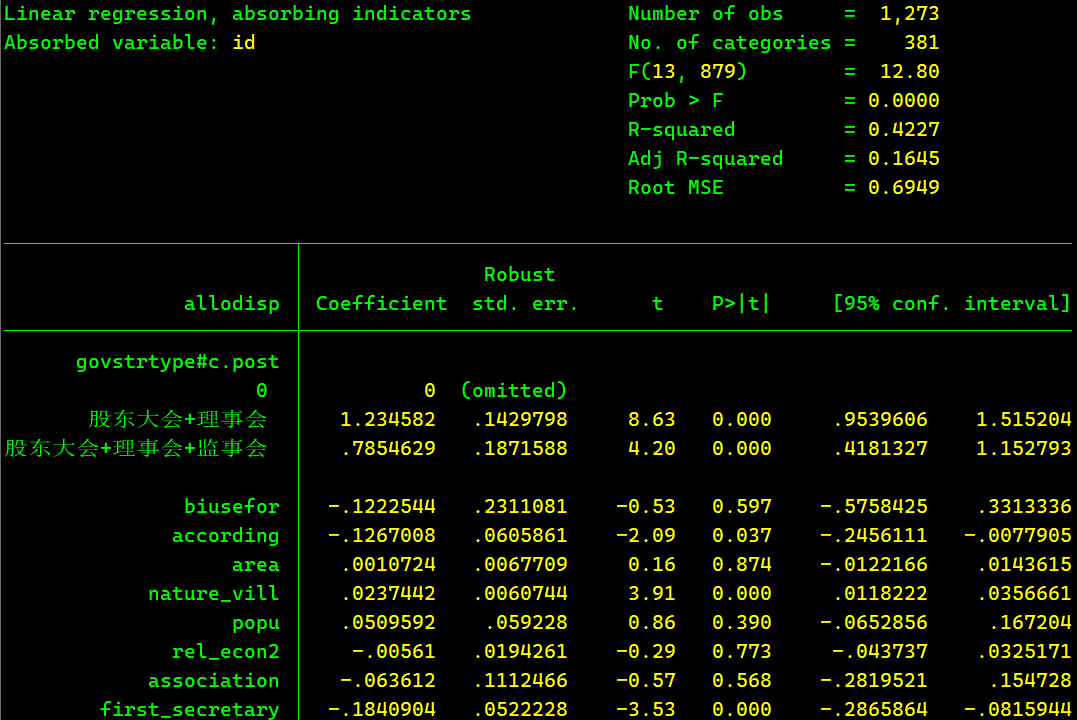 Linear regression, absorbing indicators Number of obs = 1,273
Absorbed variable: id No. of categories = 381
F(13, 879) = 12.80
Prob > F = 0.0000
R-squared = 0.4227
Adj R-squared = 0.1645
Root MSE = 0.6949
Robust
allodisp Coefficient std. err. t P>|t| [95% conf. interval]
govstrtype#c.post
0 0 (omitted)
股东大会+理事会 1.234582 .1429798 8.63 0.000 .9539606 1.515204
股东大会+理事会+监事会 .7854629 .1871588 4.20 0.000 .4181327 1.152793
biusefor -.1222544 .2311081 -0.53 0.597 -.5758425 .3313336
according -.1267008 .0605861 -2.09 0.037 -.2456111 -.0077905
area .0010724 .0067709 0.16 0.874 -.0122166 .0143615
nature_vill .0237442 .0060744 3.91 0.000 .0118222 .0356661
popu .0509592 .059228 0.86 0.390 -.0652856 .167204
rel_econ2 -.00561 .0194261 -0.29 0.773 -.043737 .0325171
association -.063612 .1112466 -0.57 0.568 -.2819521 .154728
first_secretary -.1840904 .0522228 -3.53 0.000 -.2865864 -.0815944